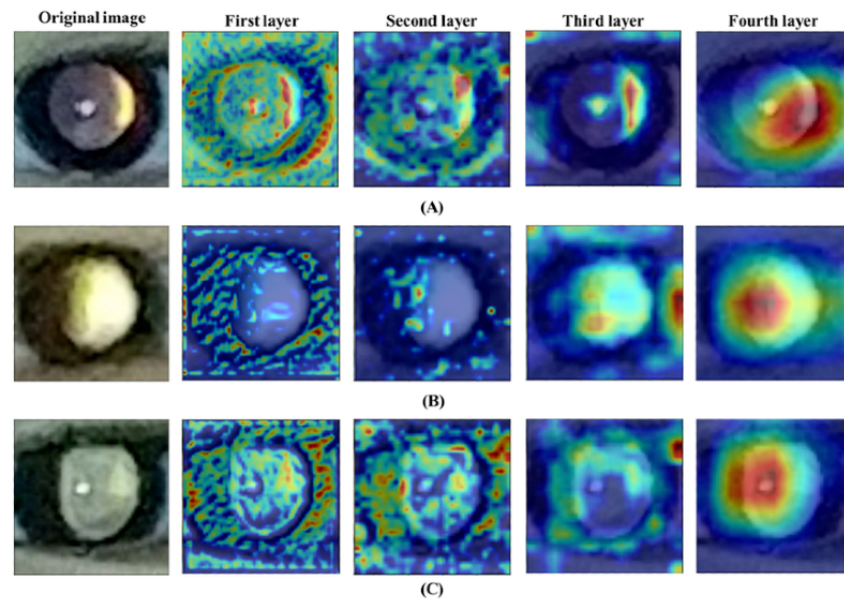 Original image First layer Second layer Third layer Fourth layer
(A)
(B)
(C)